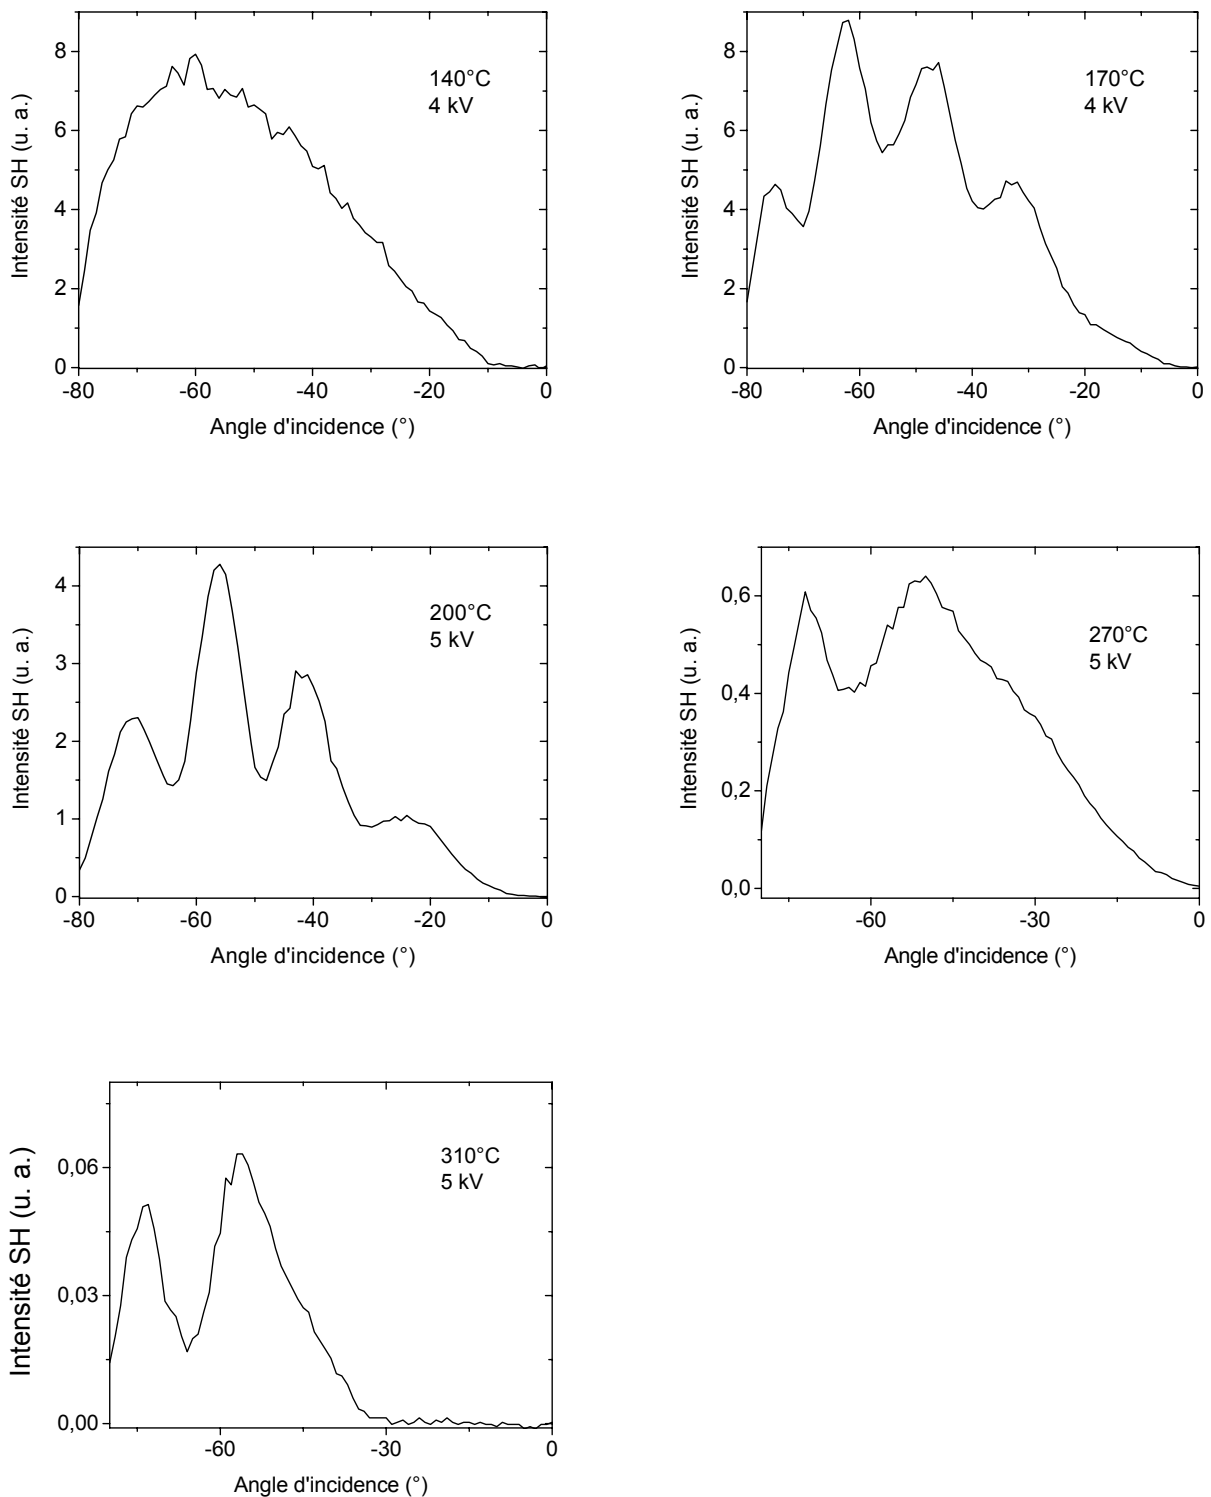 Intensité SH (u. a.)
8
6
4
2
0
140°C
4 kV
-80
-60
-40
-20
0
Angle d'incidence (°)
Intensité SH (u. a.)
8
6
4
2
0
170°C
4 kV
-80
-60
-40
-20
0
Angle d'incidence (°)
Intensité SH (u. a.)
4
3
2
1
0
200°C
5 kV
-80
-60
-40
-20
0
Angle d'incidence (°)
Intensité SH (u. a.)
0,6
0,4
0,2
0,0
270°C
5 kV
-60
-30
0
Angle d'incidence (°)
Intensité SH (u. a.)
0,06
0,03
0,00
310°C
5 kV
-60
-30
0
Angle d'incidence (°)